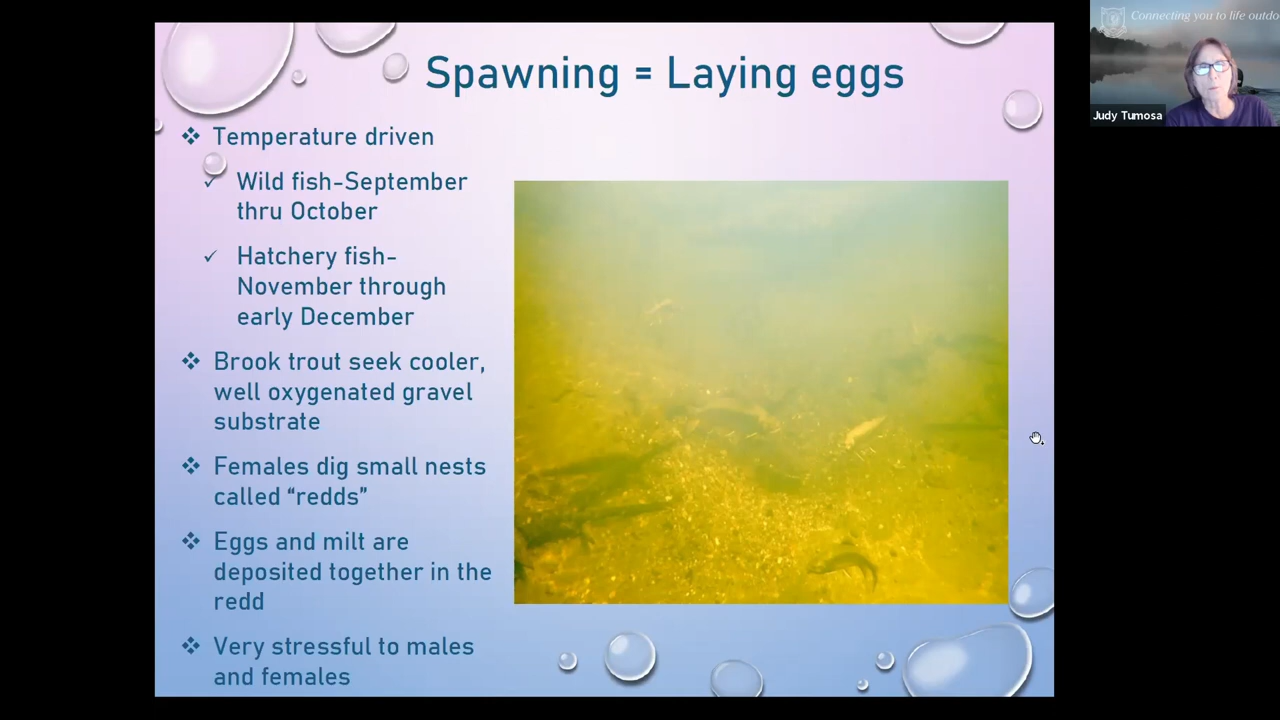 Spawning = Laying eggs
Temperature driven
Wild fish-September
thru October
Hatchery fish-
November through
early December
Brook trout seek cooler,
well oxygenated gravel
substrate
Females dig small nests
called “redds”
Eggs and milt are
deposited together in the
redd
Very stressful to males
and females
Connecting you to life outdo
Judy Tumosa